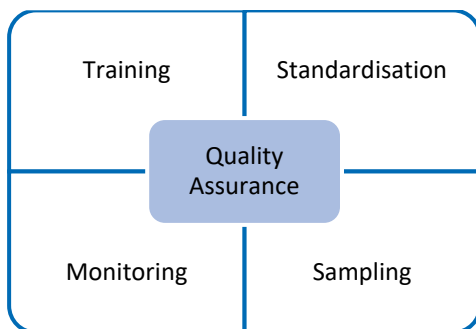 Training
Standardisation
Quality
Assurance
Monitoring
Sampling